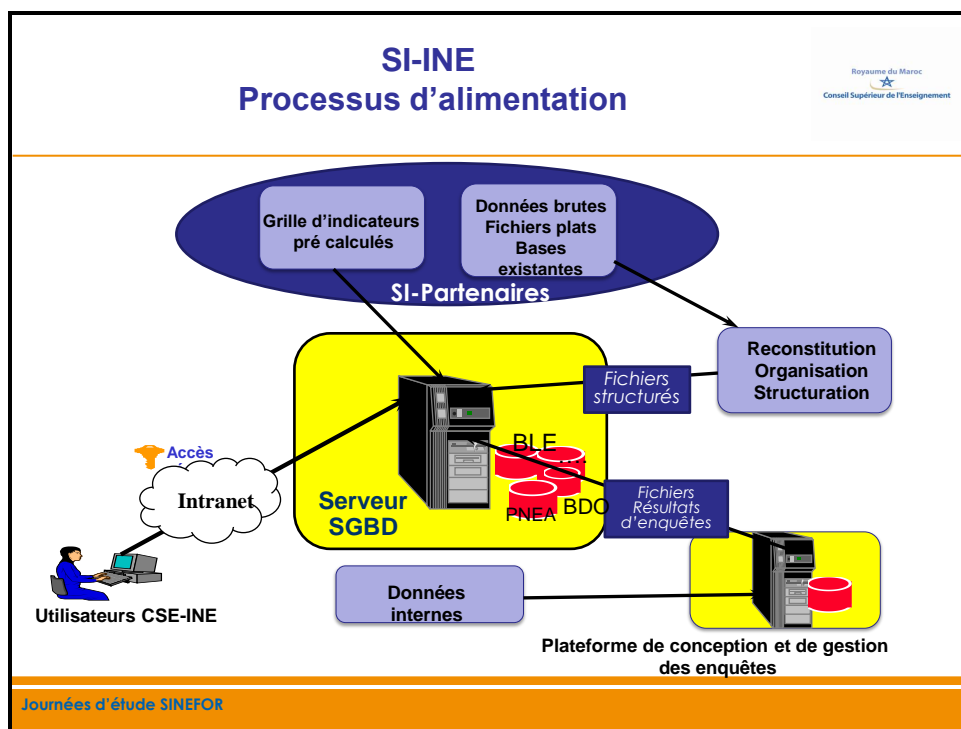 SI-INE
Processus d’alimentation
Royaume du Maroc
Conseil Supérieur de l'Enseignement
Grille d’indicateurs
pré calculés
Données brutes
Fichiers plats
Bases
existantes
SI-Partenaires
Reconstitution
Organisation
Structuration
Fichiers
structurés
Accès
Intranet
BLE
....
PNEA
BDO
Serveur
SGBD
Fichiers
Résultats
d’enquêtes
Utilisateurs CSE-INE
Données
internes
Plateforme de conception et de gestion
des enquêtes
Journées d’étude SINEFOR